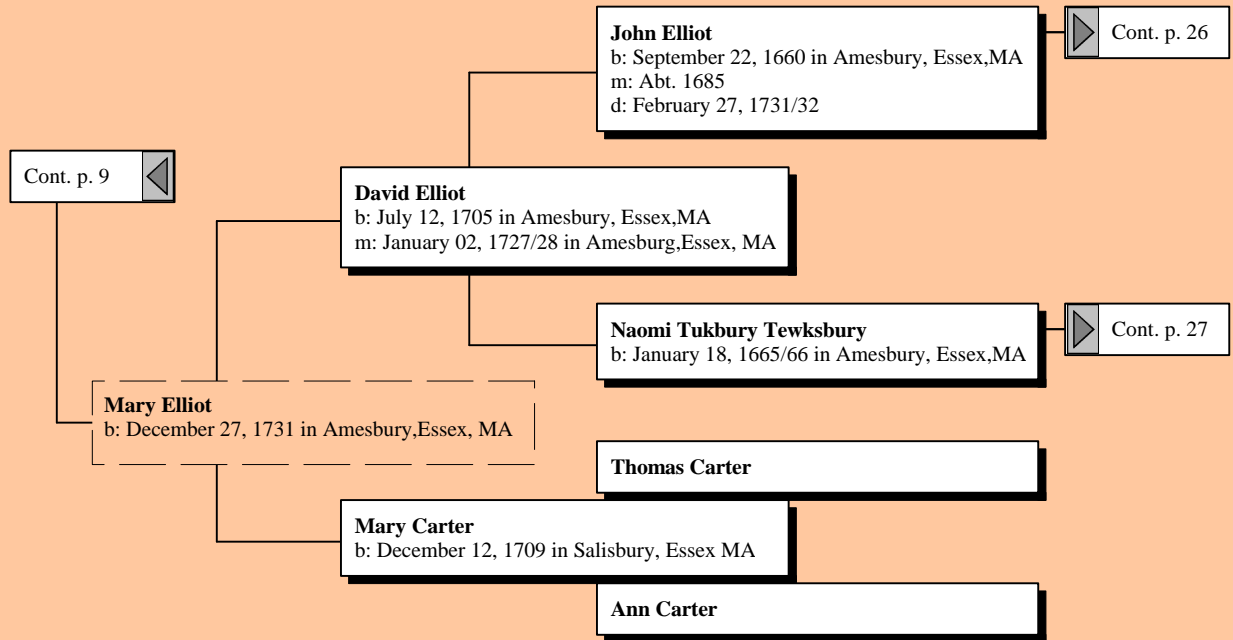 John Elliot
b: September 22, 1660 in Amesbury, Essex,MA
m: Abt. 1685
d: February 27, 1731/32
Cont. p. 26
Cont. p. 9
David Elliot
b: July 12, 1705 in Amesbury, Essex,MA
m: January 02, 1727/28 in Amesburg,Essex, MA
Naomi Tukbury Tewksbury
b: January 18, 1665/66 in Amesbury, Essex,MA
Cont. p. 27
Mary Elliot
b: December 27, 1731 in Amesbury,Essex, MA
Thomas Carter
Mary Carter
b: December 12, 1709 in Salisbury, Essex MA
Ann Carter